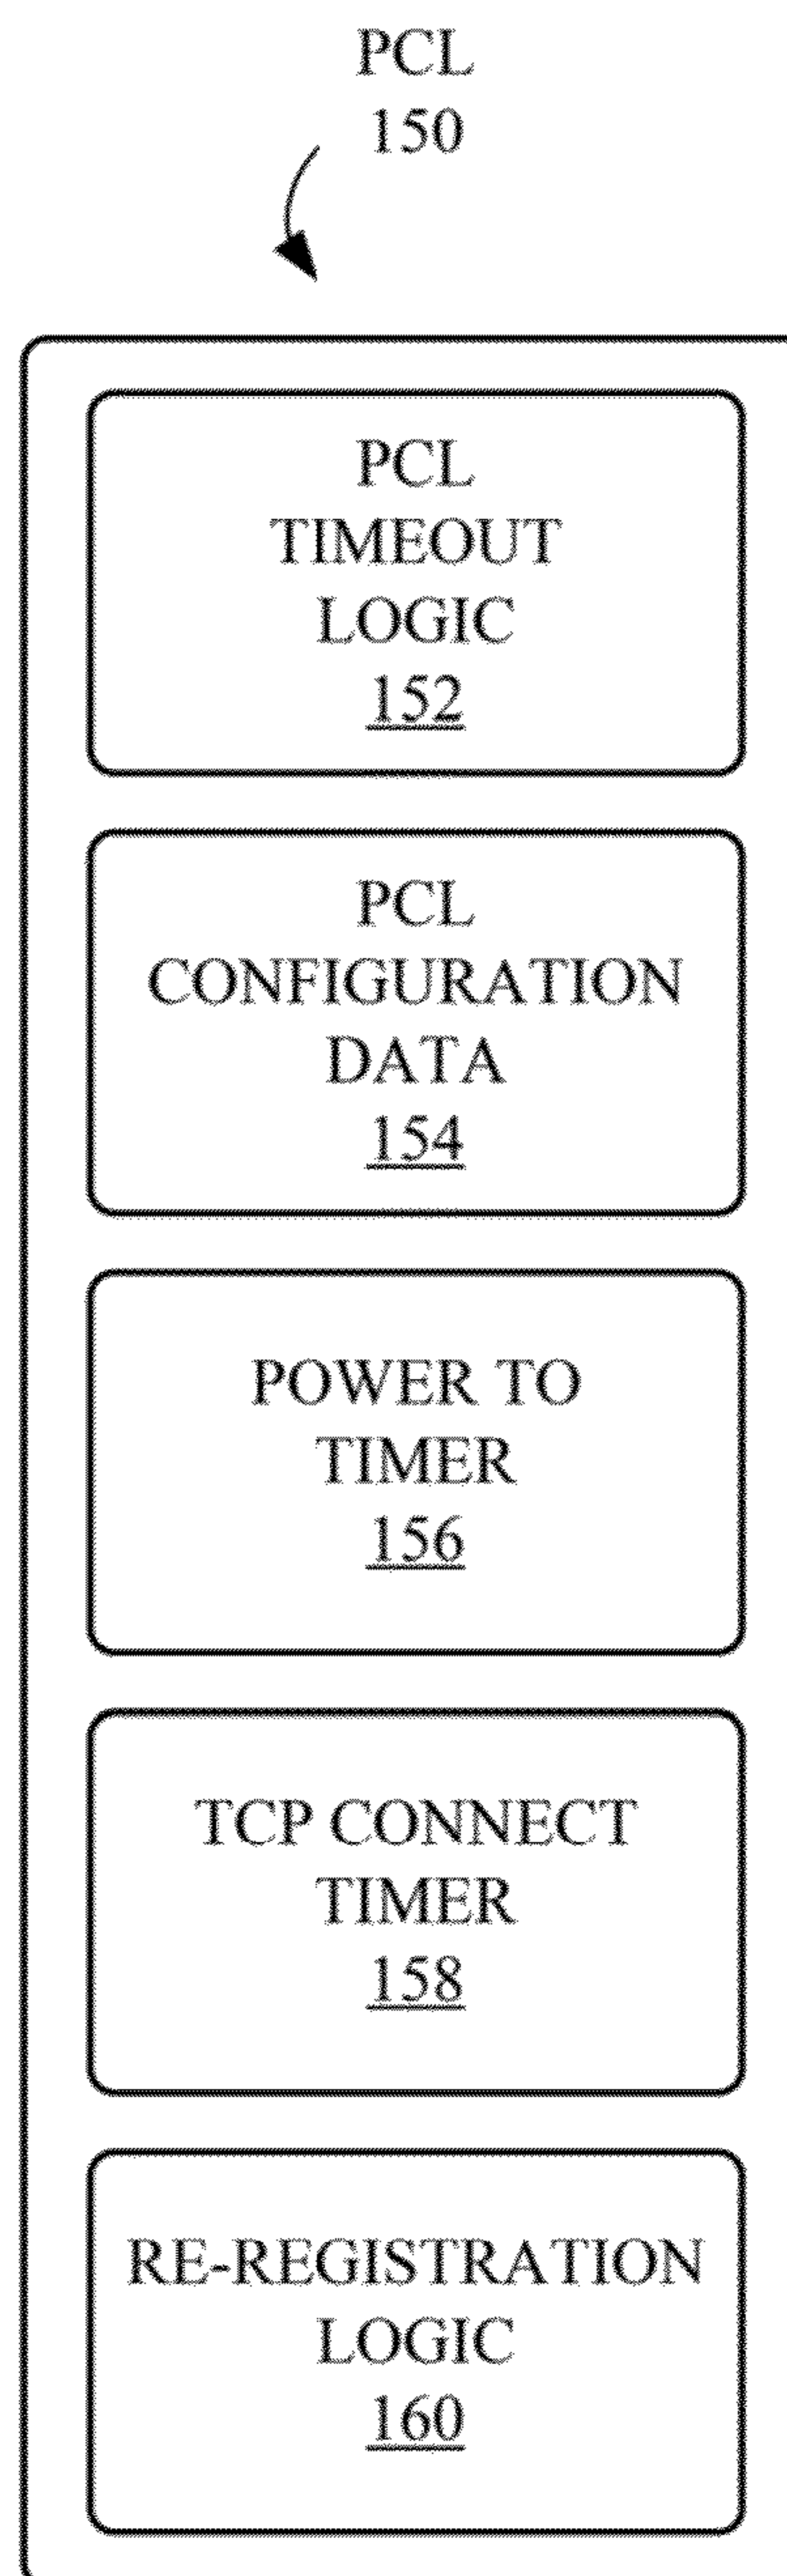 PCL
150
PCL
TIMEOUT
LOGIC
152
PCL
CONFIGURATION
DATA
154
POWER TO
TIMER
156
TCP CONNECT
TIMER
158
RE-REGISTRATION
LOGIC
160